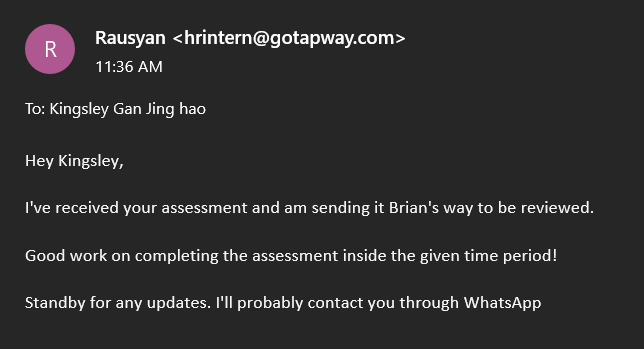 R
Rausyan <hrintern@gotapway.com>
11:36 AM
To: Kingsley Gan Jing hao
Hey Kingsley,
I've received your assessment and am sending it Brian's way to be reviewed.
Good work on completing the assessment inside the given time period!
Standby for any updates. I'll probably contact you through WhatsApp